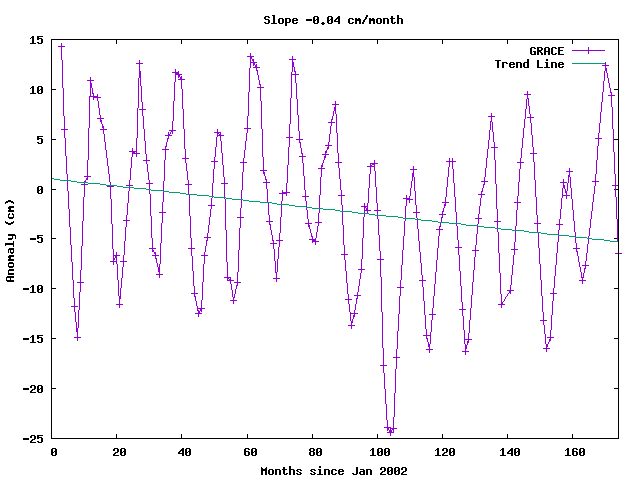 Slope -0.04 cm/month
GRACE
Trend Line
15
10
5
0
-5
-10
-15
-20
-25
Anomaly (cm)
0 20 40 60 80 100 120 140 160
Months since Jan 2002